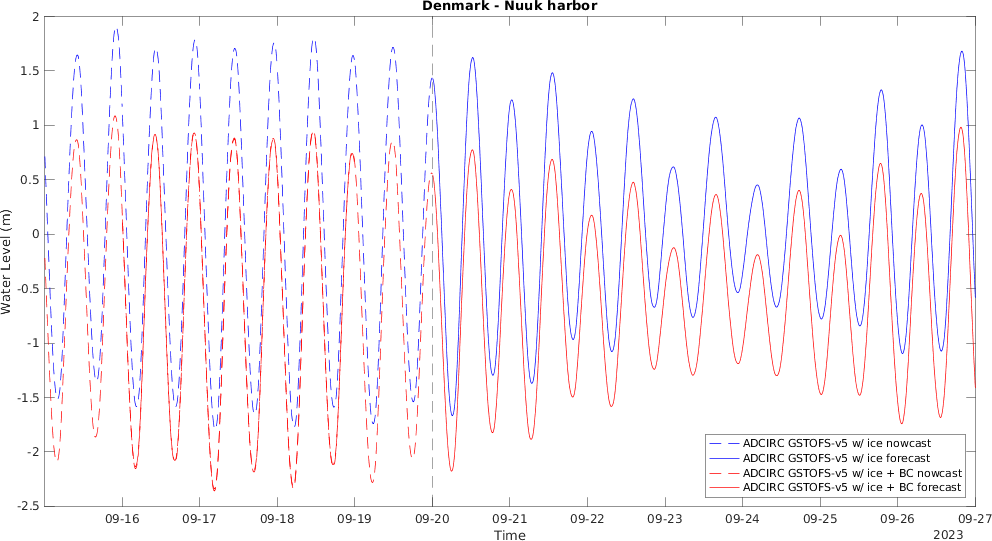 Denmark - Nuuk harbor
2
1.5
1
0.5
0
-0.5
-1
-1.5
-2
-2.5
Water Level (m)
ADCIRC GSTOFS-v5 w/ ice nowcast
ADCIRC GSTOFS-v5 w/ ice forecast
ADCIRC GSTOFS-v5 w/ ice + BC nowcast
ADCIRC GSTOFS-v5 w/ ice + BC forecast
09-16 09-17 09-18 09-19 09-20 09-21 09-22 09-23 09-24 09-25 09-26 09-27
Time
2023